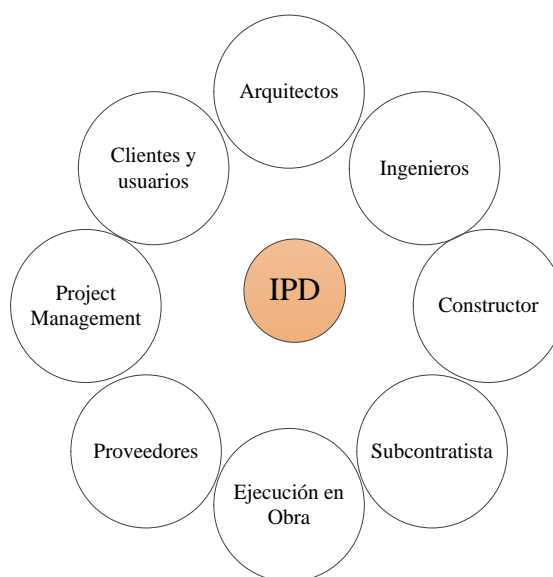 Arquitectos
Clientes y
usuarios
Ingenieros
IPD
Project
Management
Constructor
Proveedores
Subcontratista
Ejecución en
Obra